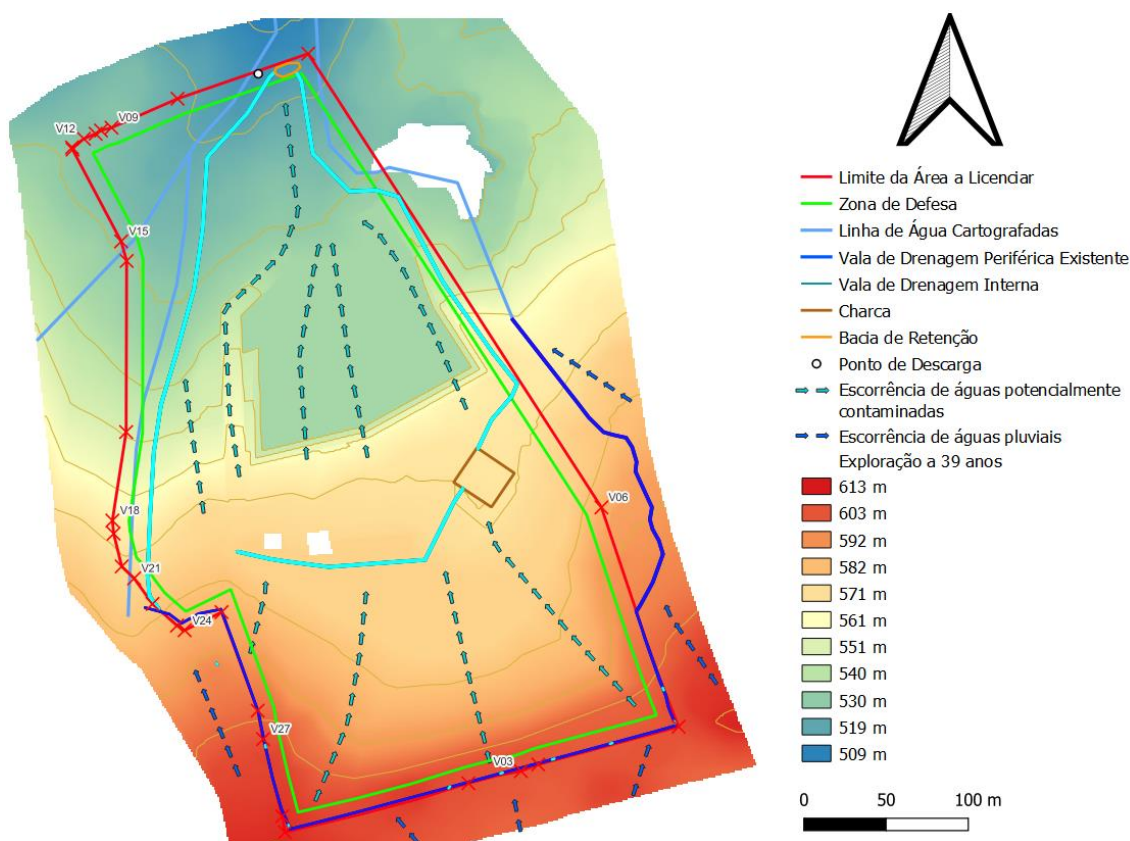 V12
V09
V15
V18
V21
V24
V27
V03
V06
Limite da Área a Licenciar
Zona de Defesa
Linha de Água Cartografadas
Vala de Drenagem Periférica Existente
Vala de Drenagem Interna
Charca
Bacia de Retenção
Ponto de Descarga
Escorrência de águas potencialmente
contaminadas
Escorrência de águas pluviais
Exploração a 39 anos
613 m
603 m
592 m
582 m
571 m
561 m
551 m
540 m
530 m
519 m
509 m
0 50 100 m